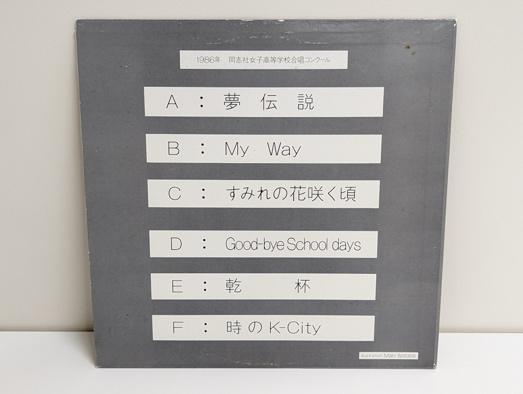 1986年 同志社女子高等学校合唱コンクール
A : 夢 伝 説
B : My Way
C : すみれの花咲く頃
D : Good-bye School days
E : 乾 杯
F : 時のK-City